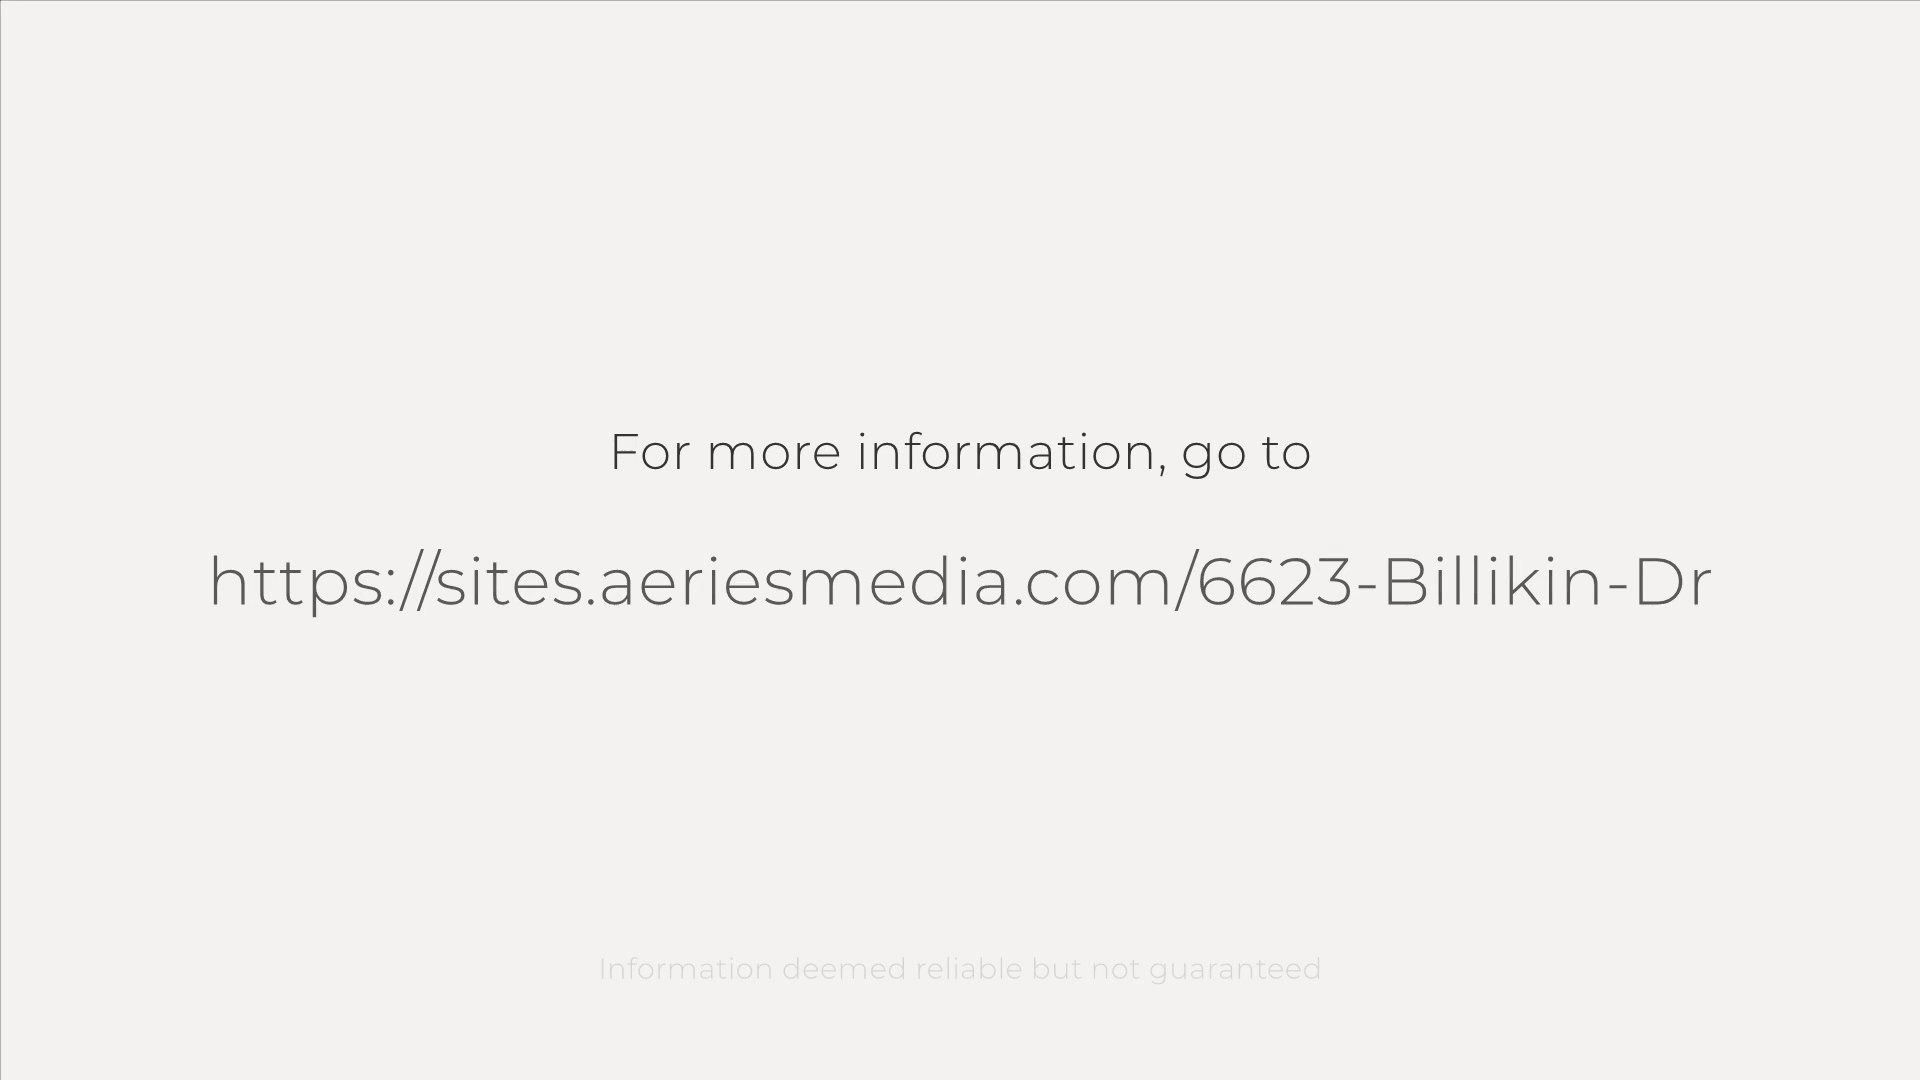 For more information, go to
https://sites.aeriesmedia.com/6623-Billikin-Dr
Information deemed reliable but not guaranteed